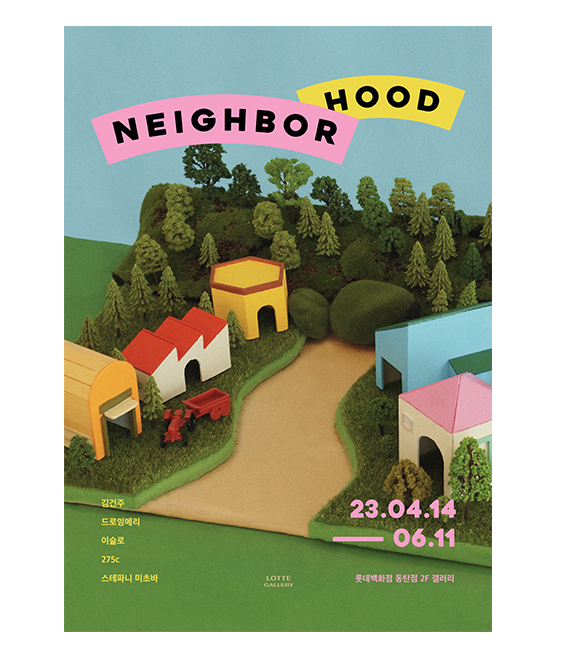 NEIGHBOR
HOOD
김건주
드로잉메리
이슬로
275c
스테파니 미초바
LOTTE
GALLERY
23.04.14
06.11
롯데백화점 동탄점 2F 갤러리